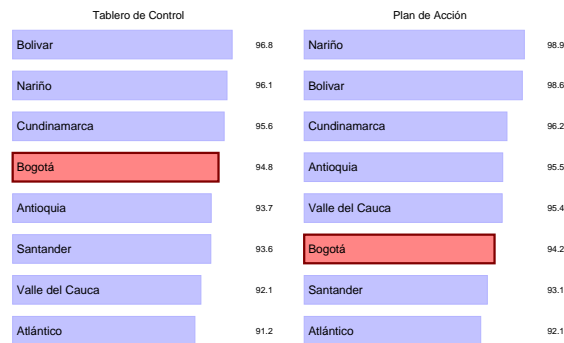 Tablero de Control
Bolivar 96.8
Nariño 96.1
Cundinamarca 95.6
Bogotá 94.8
Antioquia 93.7
Santander 93.6
Valle del Cauca 92.1
Atlántico 91.2
Plan de Acción
Nariño 98.9
Bolivar 98.6
Cundinamarca 96.2
Antioquia 95.5
Valle del Cauca 95.4
Bogotá 94.2
Santander 93.1
Atlántico 92.1